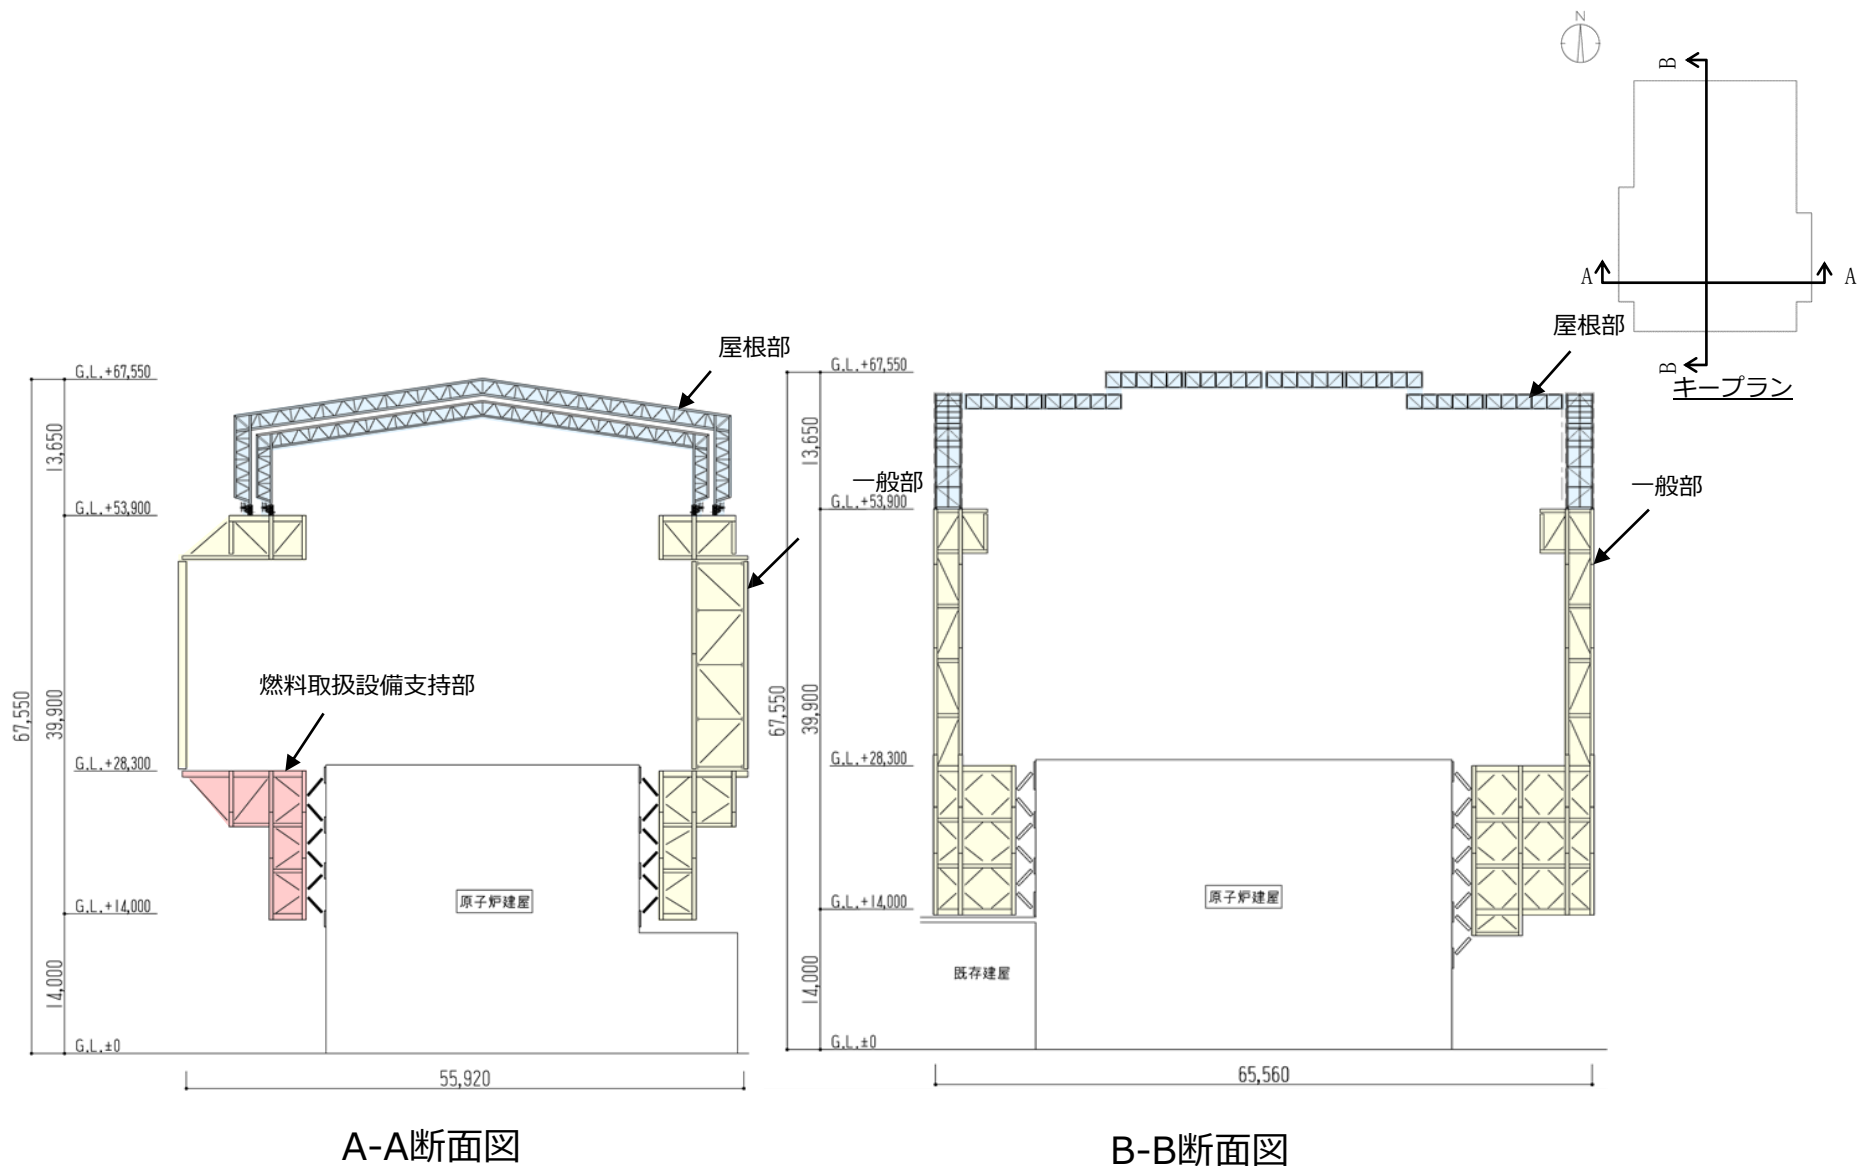 N
B
A
A
B
キープラン
屋根部
G.L.+67,550
13,650
G.L.+53,900
一般部
燃料取扱設備支持部
67,550
39,900
G.L.+28,300
G.L.+14,000
原子炉建屋
14,000
G.L.±0
55,920
A-A断面図
屋根部
G.L.+67,550
13,650
G.L.+53,900
一般部
67,550
39,900
G.L.+28,300
G.L.+14,000
原子炉建屋
既存建屋
14,000
G.L.±0
65,560
B-B断面図